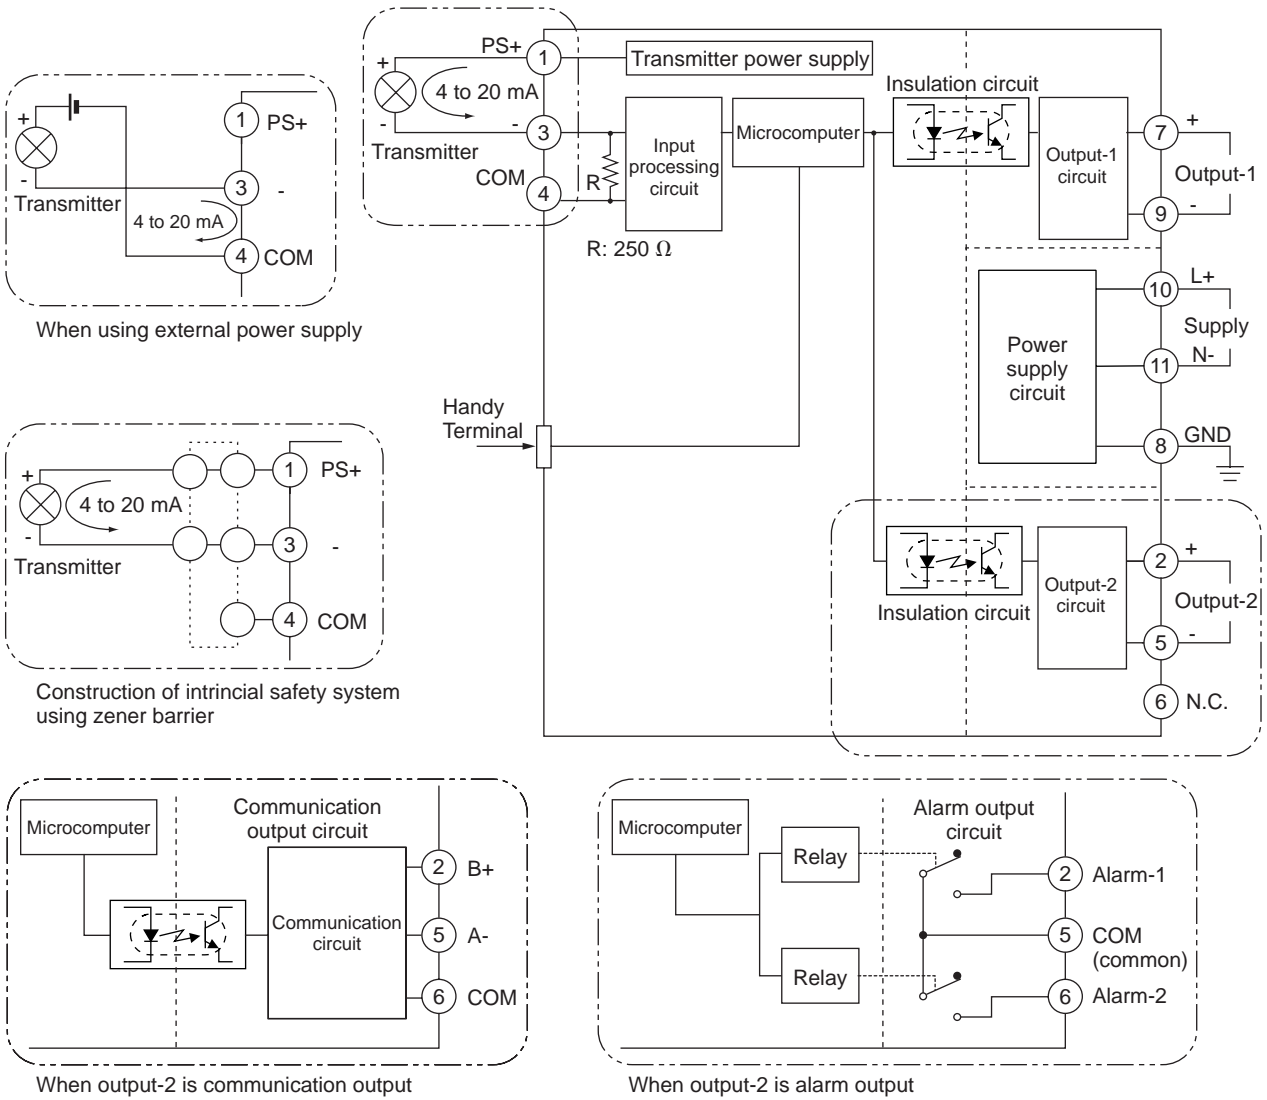 PS+
1
Transmitter power supply
+
4 to 20 mA
-
-
3
Transmitter
COM
4
R
R: 250 Ω
Input
processing
circuit
Microcomputer
Insulation circuit
Output-1
circuit
7
+
Output-1
9
-
Power
supply
circuit
10
L+
Supply
11
N-
8
GND
Handy
Terminal
Insulation circuit
Output-2
circuit
2
+
Output-2
5
-
6
N.C.
+
-
Transmitter
1
PS+
3
-
4 to 20 mA
4
COM
When using external power supply
+
4 to 20 mA
-
Transmitter
1
PS+
3
-
4
COM
Construction of intrincial safety system
using zener barrier
Microcomputer
Communication
output circuit
Communication
circuit
2
B+
5
A-
6
COM
When output-2 is communication output
Microcomputer
Relay
Relay
Alarm output
circuit
2
Alarm-1
5
COM
(common)
6
Alarm-2
When output-2 is alarm output